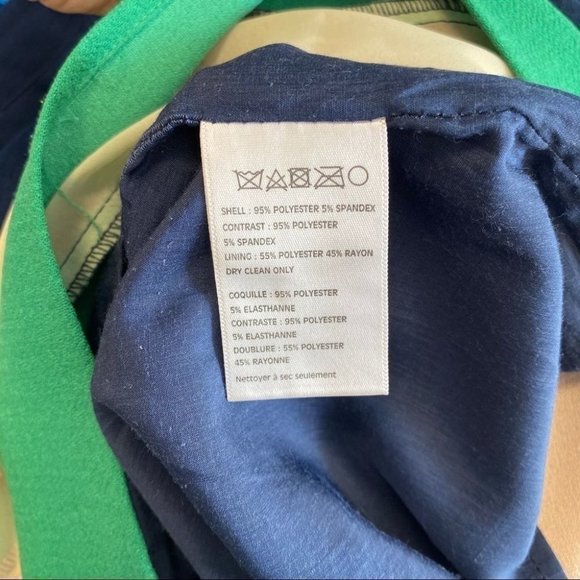 SHELL : 95% POLYESTER 5% SPANDEX
CONTRAST : 95% POLYESTER
5% SPANDEX
LINING : 55% POLYESTER 45% RAYON
DRY CLEAN ONLY
COQUILLE : 95% POLYESTER
5% ELASTHANNE
CONTRASTE : 95% POLYESTER
5% ELASTHANNE
DOUBLURE : 55% POLYESTER
45% RAYONNE
Nettoyer à sec seulement